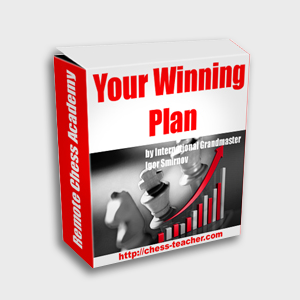 Your Winning
Plan
by International Grandmaster
Igor Smirnov
Remote Chess Academy
http://chess-teacher.com